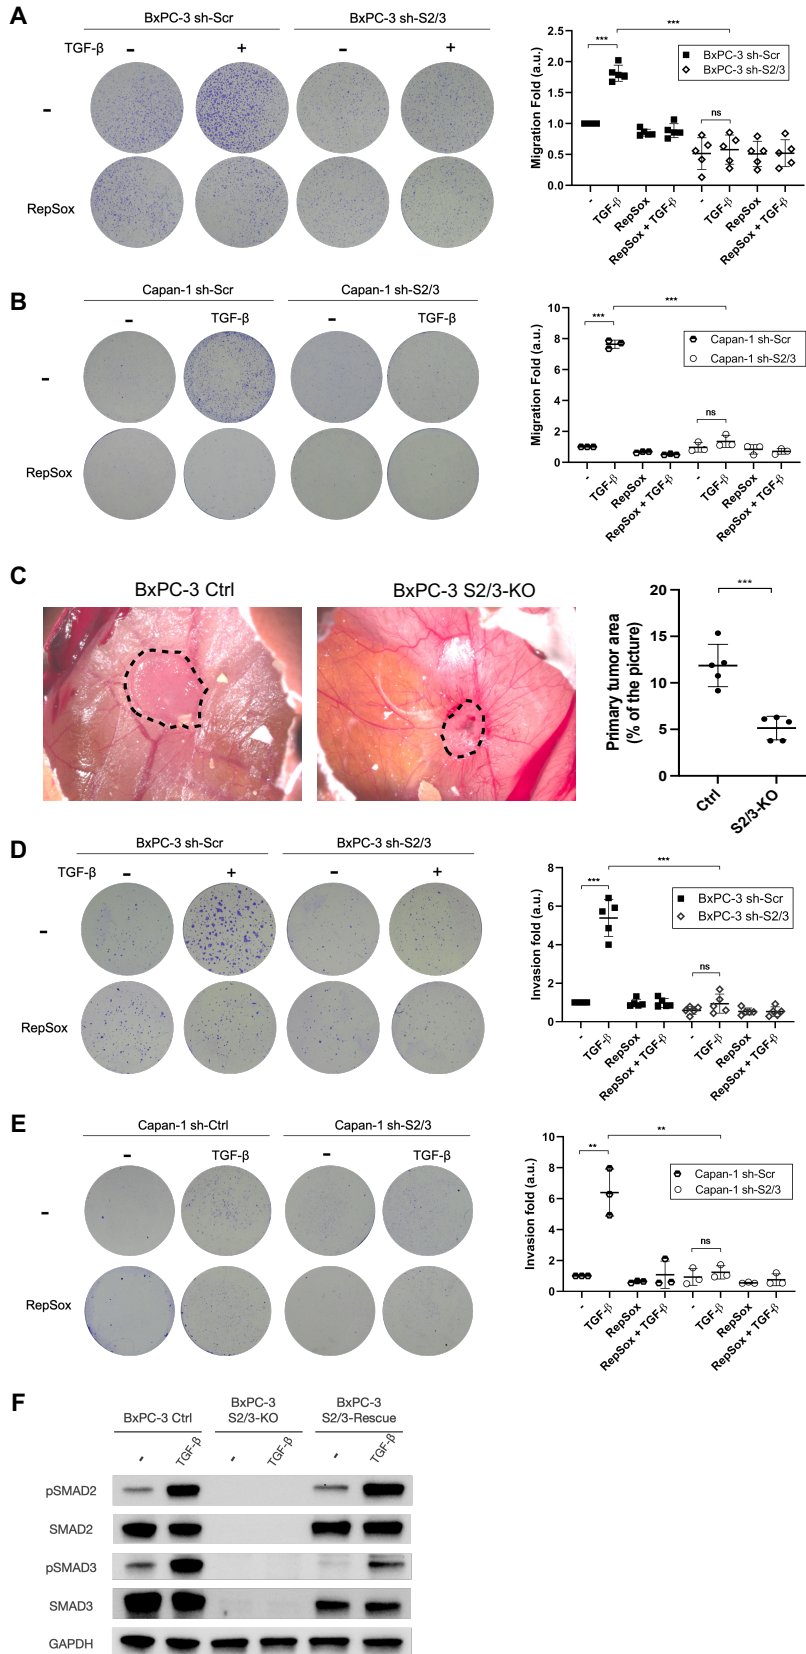 A
BxPC-3 sh-Scr
BxPC-3 sh-S2/3
TGF-β
-
+
-
+
-
RepSox
Migration Fold (a.u.)
2.5
2.0
1.5
1.0
0.5
0.0
***
***
ns
BxPC-3 sh-Scr
BxPC-3 sh-S2/3
-
TGF-β
RepSox
RepSox + TGF-β
-
TGF-β
RepSox
RepSox + TGF-β
B
Capan-1 sh-Scr
Capan-1 sh-S2/3
-
TGF-β
-
TGF-β
-
RepSox
Migration Fold (a.u.)
10
8
6
4
2
0
***
***
ns
Capan-1 sh-Scr
Capan-1 sh-S2/3
-
TGF-β
RepSox
RepSox + TGF-β
-
TGF-β
RepSox
RepSox + TGF-β
C
BxPC-3 Ctrl
BxPC-3 S2/3-KO
Primary tumor area
(% of the picture)
20
15
10
5
0
***
Ctrl
S2/3-KO
D
BxPC-3 sh-Scr
BxPC-3 sh-S2/3
TGF-β
-
+
-
+
-
RepSox
Invasion fold (a.u.)
8
6
4
2
0
***
***
ns
BxPC-3 sh-Scr
BxPC-3 sh-S2/3
-
TGF-β
RepSox
RepSox + TGF-β
-
TGF-β
RepSox
RepSox + TGF-β
E
Capan-1 sh-Ctrl
Capan-1 sh-S2/3
-
TGF-β
-
TGF-β
-
RepSox
Invasion fold (a.u.)
10
8
6
4
2
0
**
**
ns
Capan-1 sh-Scr
Capan-1 sh-S2/3
-
TGF-β
RepSox
RepSox + TGF-β
-
TGF-β
RepSox
RepSox + TGF-β
F
BxPC-3 Ctrl
BxPC-3
S2/3-KO
BxPC-3
S2/3-Rescue
-
TGF-β
-
TGF-β
-
TGF-β
pSMAD2
SMAD2
pSMAD3
SMAD3
GAPDH